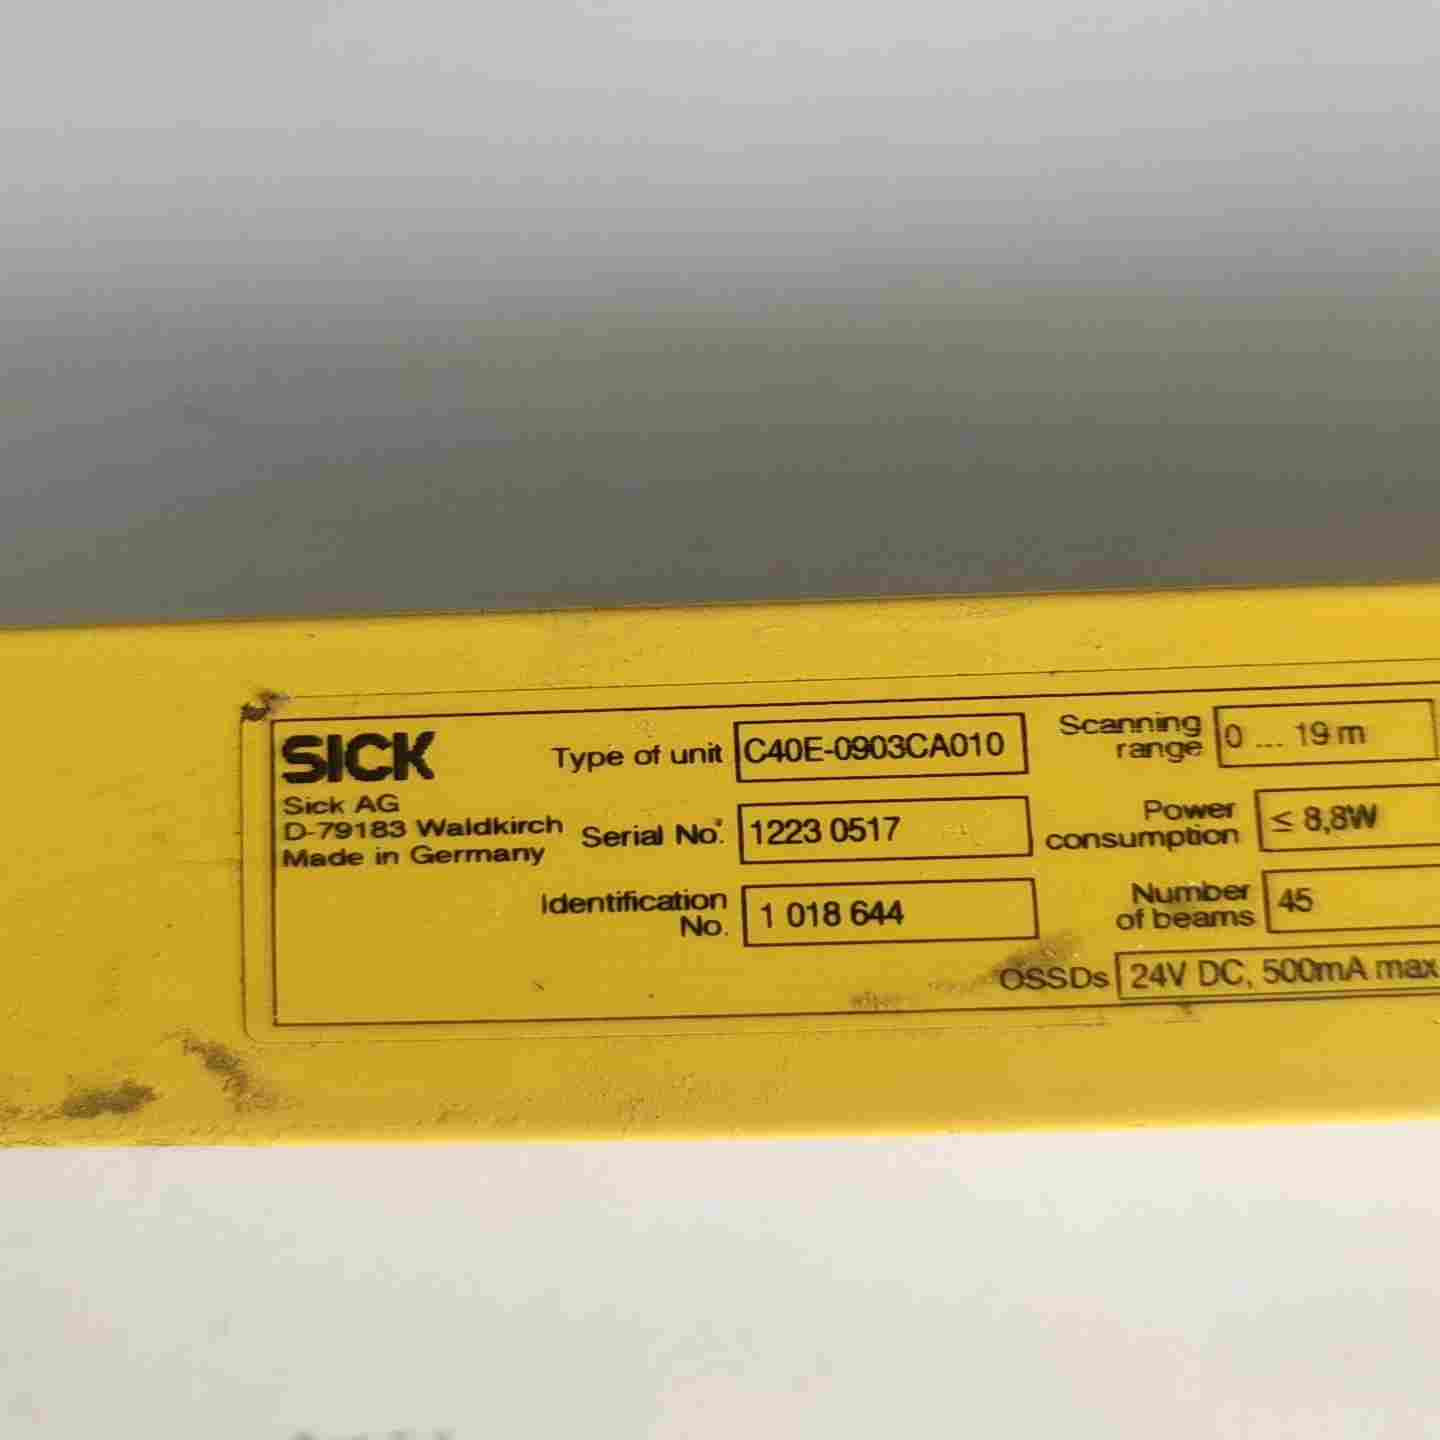 SICK
Sick AG
D-79183 Waldkirch
Made in Germany
Type of unit C40E-0903CA010
Serial No. 1223 0517
Identification
No. 1 018 644
Scanning
range 0 ... 19 m
Power
consumption ≤ 8,8W
Number
of beams 45
OSSDs 24V DC, 500mA max